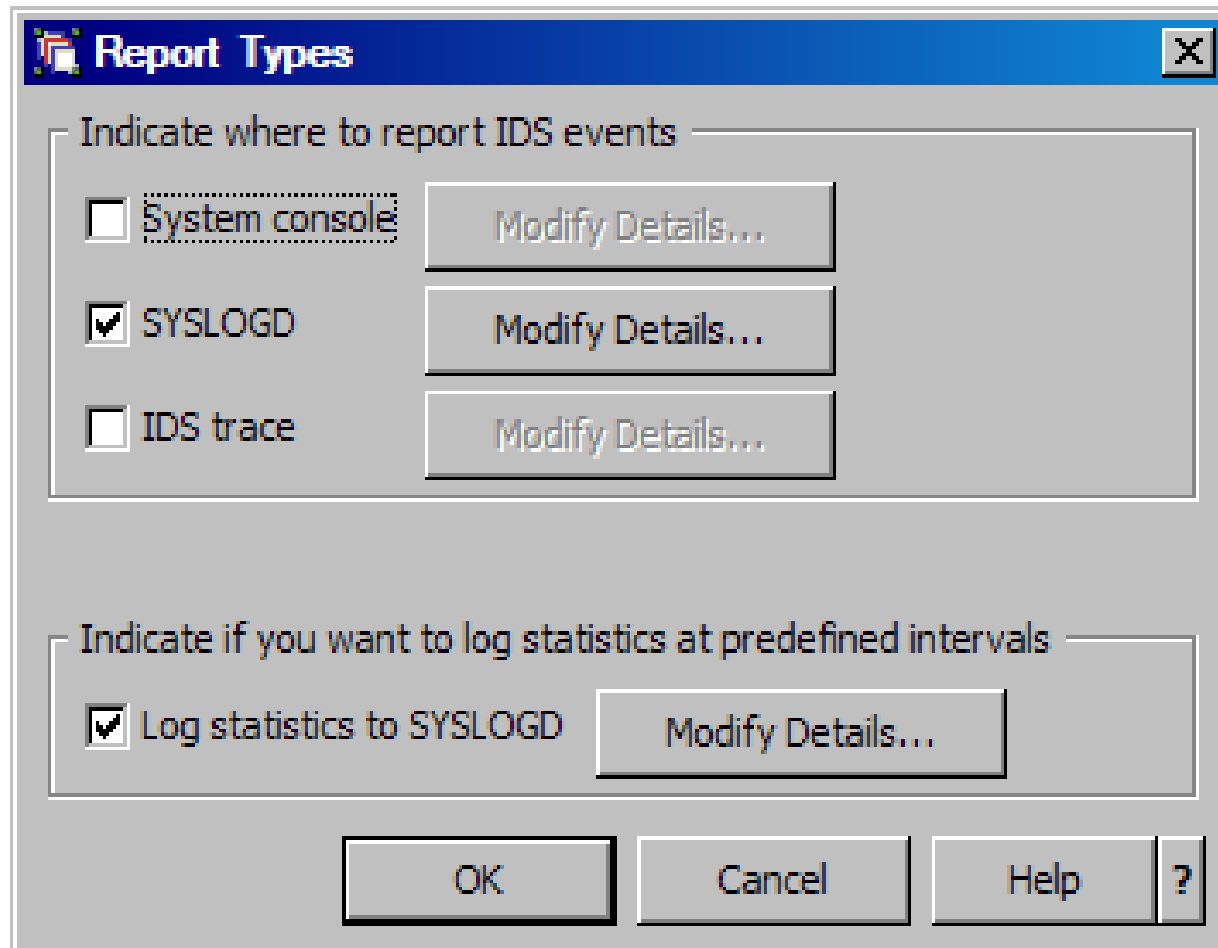 Report Types
Indicate where to report IDS events
System console Modify Details...
SYSLOGD Modify Details...
IDS trace Modify Details...
Indicate if you want to log statistics at predefined intervals
Log statistics to SYSLOGD Modify Details...
OK Cancel Help ?